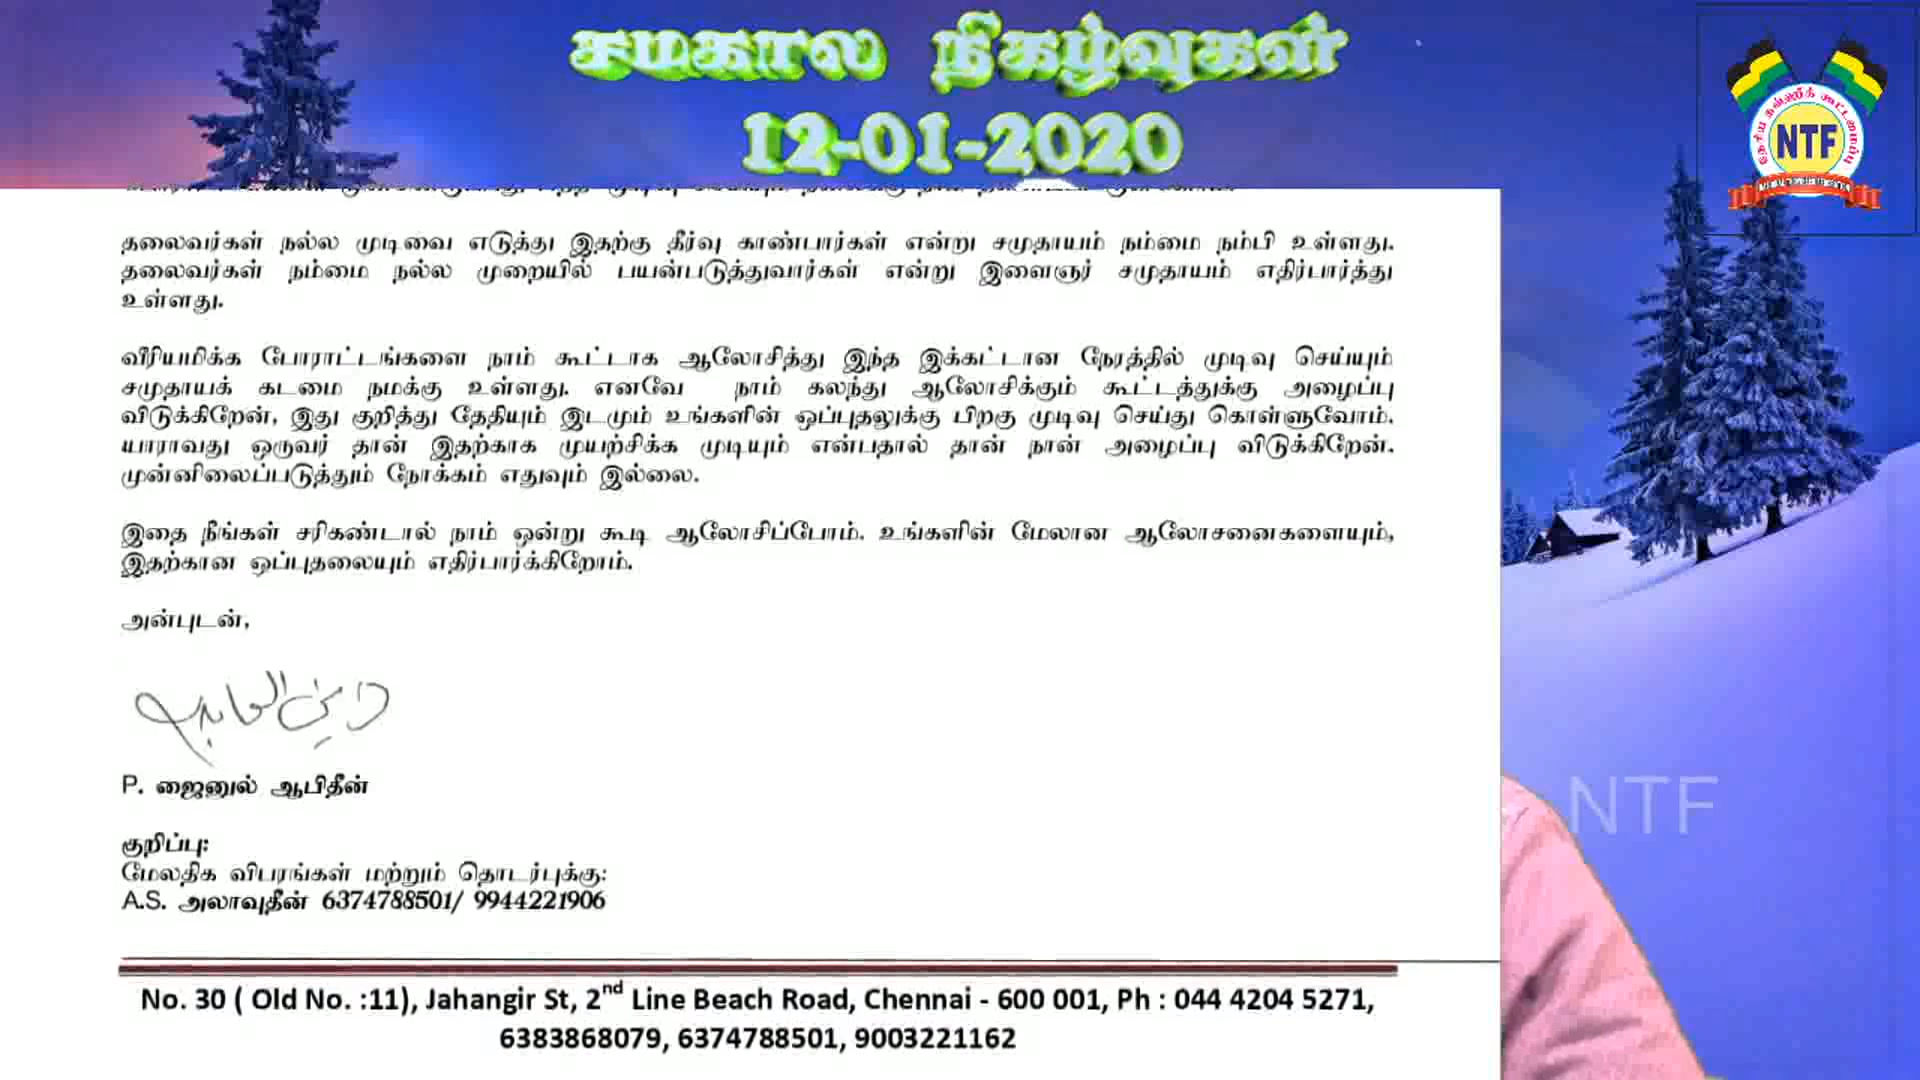 சமகால நிகழ்வுகள்
12-01-2020
தேசிய தவ்ஹீத் கூட்டமைப்பு
NTF
தலைவர்கள் நல்ல முடிவை எடுத்து இதற்கு தீர்வு காண்பார்கள் என்று சமுதாயம் நம்மை நம்பி உள்ளது.
தலைவர்கள் நம்மை நல்ல முறையில் பயன்படுத்துவார்கள் என்று இளைஞர் சமுதாயம் எதிர்பார்த்து
உள்ளது.
வீரியமிக்க போராட்டங்களை நாம் கூட்டாக ஆலோசித்து இந்த இக்கட்டான நேரத்தில் முடிவு செய்யும்
சமுதாயக் கடமை நமக்கு உள்ளது. எனவே நாம் கலந்து ஆலோசிக்கும் கூட்டத்துக்கு அழைப்பு
விடுக்கிறேன், இது குறித்து தேதியும் இடமும் உங்களின் ஒப்புதலுக்கு பிறகு முடிவு செய்து கொள்ளுவோம்.
யாராவது ஒருவர் தான் இதற்காக முயற்சிக்க முடியும் என்பதால் தான் நான் அழைப்பு விடுக்கிறேன்.
முன்னிலைப்படுத்தும் நோக்கம் எதுவும் இல்லை.
இதை நீங்கள் சரிகண்டால் நாம் ஒன்று கூடி ஆலோசிப்போம். உங்களின் மேலான ஆலோசனைகளையும்,
இதற்கான ஒப்புதலையும் எதிர்பார்க்கிறோம்.
அன்புடன்,
P. ஜைனுல் ஆபிதீன்
குறிப்பு:
மேலதிக விபரங்கள் மற்றும் தொடர்புக்கு:
A.S. அலாவுதீன் 6374788501/ 9944221906
No. 30 ( Old No. :11), Jahangir St, 2nd Line Beach Road, Chennai - 600 001, Ph : 044 4204 5271,
6383868079, 6374788501, 9003221162
NTF